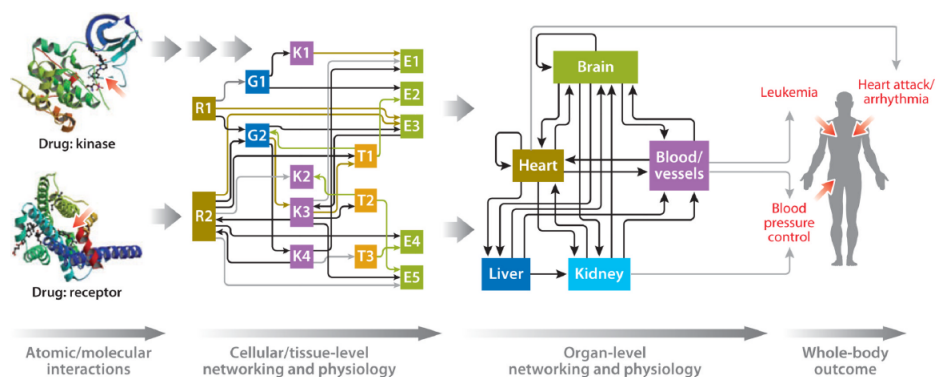 Drug: kinase
Drug: receptor
R1
R2
G1
G2
K1
K2
K3
K4
T1
T2
T3
E1
E2
E3
E4
E5
Brain
Heart
Blood/
vessels
Liver
Kidney
Leukemia
Heart attack/
arrhythmia
Blood
pressure
control
Atomic/molecular
interactions
Cellular/tissue-level
networking and physiology
Organ-level
networking and physiology
Whole-body
outcome